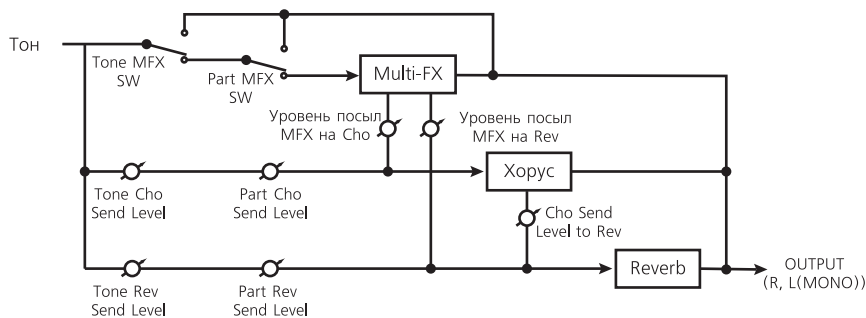 Тон
Tone MFX
SW
Part MFX
SW
Multi-FX
Уровень посыл
MFX на Cho
Уровень посыл
MFX на Rev
Tone Cho
Send Level
Part Cho
Send Level
Хорус
Cho Send
Level to Rev
Tone Rev
Send Level
Part Rev
Send Level
Reverb
OUTPUT
(R, L(MONO))